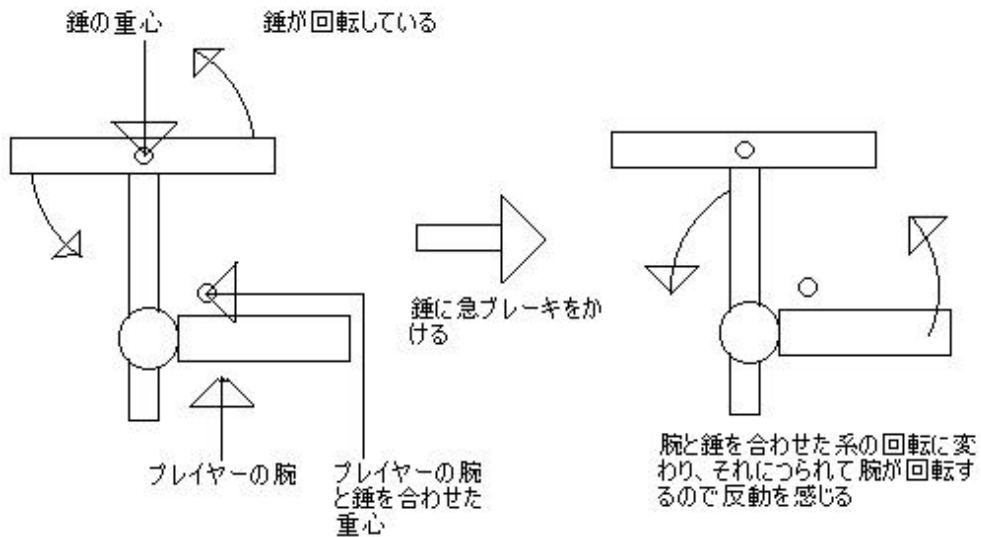 錘の重心
錘が回転している
錘に急ブレーキをか
ける
プレイヤーの腕
プレイヤーの腕
と錘を合わせた
重心
腕と錘を合わせた系の回転に変
わり、それにつられて腕が回転す
るので反動を感じる